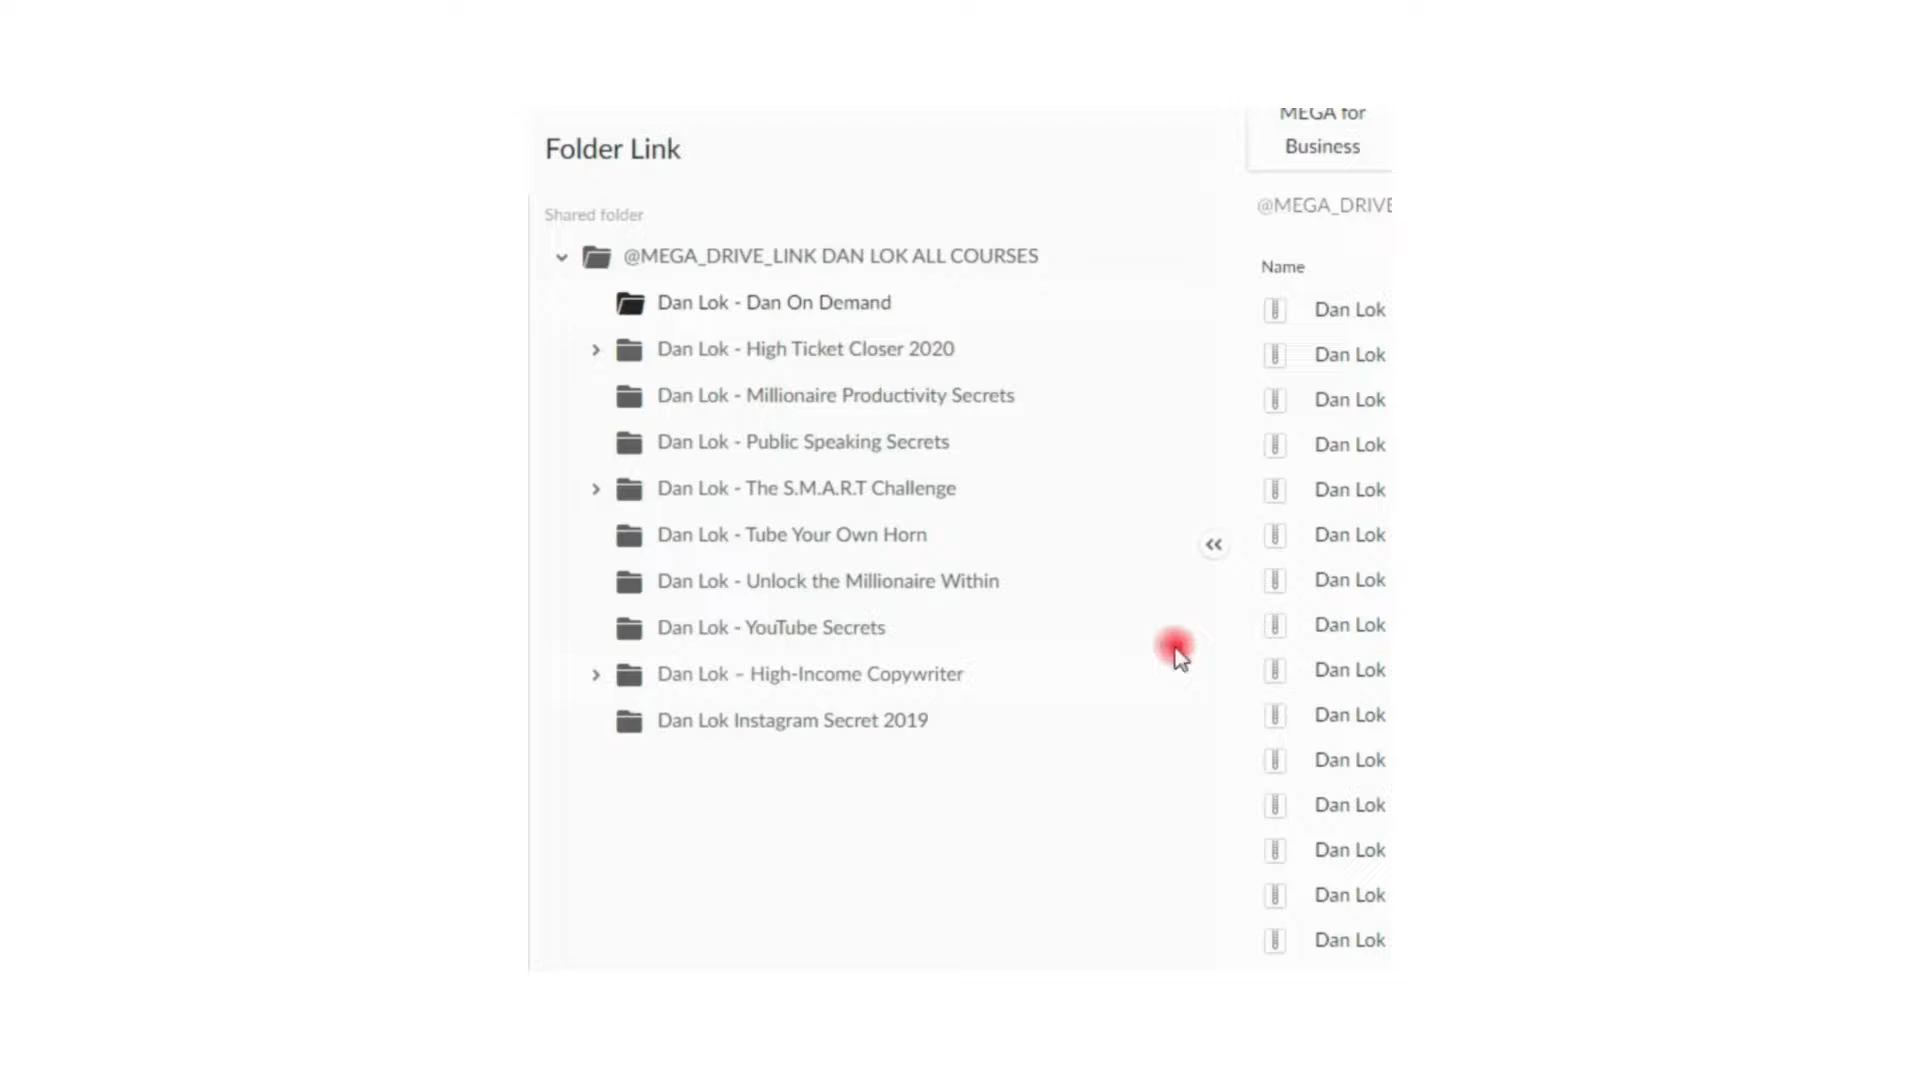 MEGA for
Business
Folder Link
@MEGA_DRIVE
Shared folder
@MEGA_DRIVE_LINK DAN LOK ALL COURSES
Name
Dan Lok - Dan On Demand
Dan Lok
Dan Lok - High Ticket Closer 2020
Dan Lok
Dan Lok - Millionaire Productivity Secrets
Dan Lok
Dan Lok - Public Speaking Secrets
Dan Lok
Dan Lok - The S.M.A.R.T Challenge
Dan Lok
Dan Lok - Tube Your Own Horn
Dan Lok
Dan Lok - Unlock the Millionaire Within
Dan Lok
Dan Lok - YouTube Secrets
Dan Lok
Dan Lok – High-Income Copywriter
Dan Lok
Dan Lok Instagram Secret 2019
Dan Lok
Dan Lok
Dan Lok
Dan Lok
Dan Lok
Dan Lok